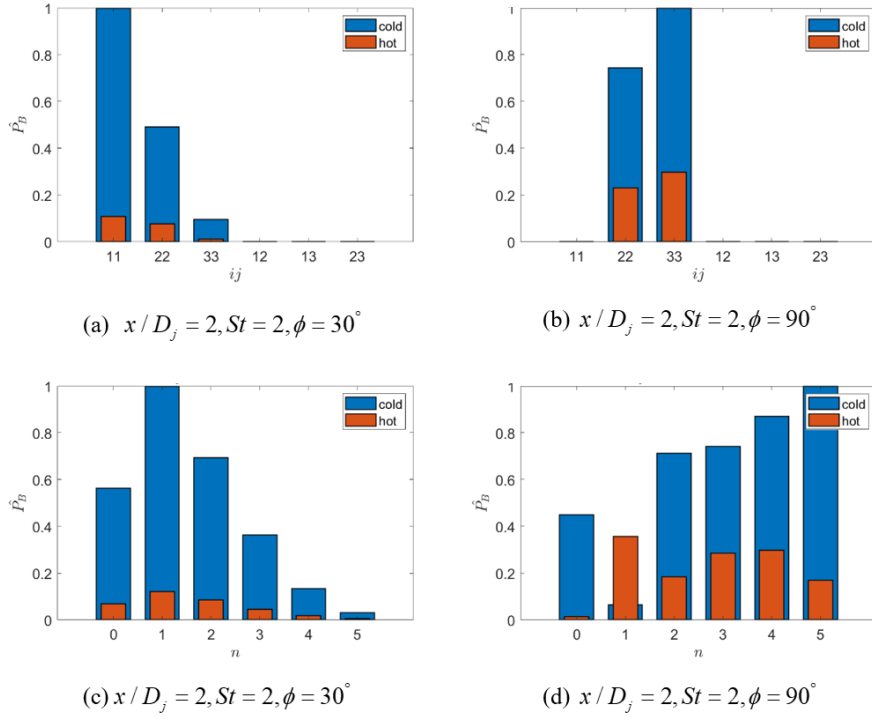 1
0.8
0.6
0.4
0.2
0
P̂_B
11 22 33 12 13 23
ij
cold
hot
(a) x / D_j = 2, St = 2, ϕ = 30°
1
0.8
0.6
0.4
0.2
0
P̂_B
11 22 33 12 13 23
ij
cold
hot
(b) x / D_j = 2, St = 2, ϕ = 90°
1
0.8
0.6
0.4
0.2
0
P̂_B
0 1 2 3 4 5
n
cold
hot
(c) x / D_j = 2, St = 2, ϕ = 30°
1
0.8
0.6
0.4
0.2
0
P̂_B
0 1 2 3 4 5
n
cold
hot
(d) x / D_j = 2, St = 2, ϕ = 90°